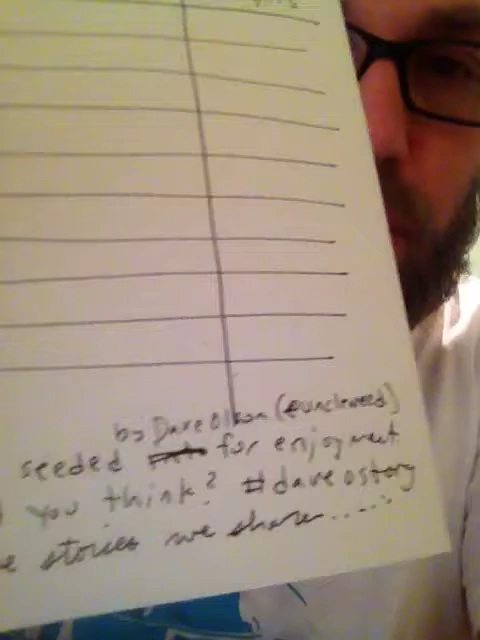 by Dave Olson (@uncleweed)
seeded for enjoyment
you think? #daveostory
stories we share.....